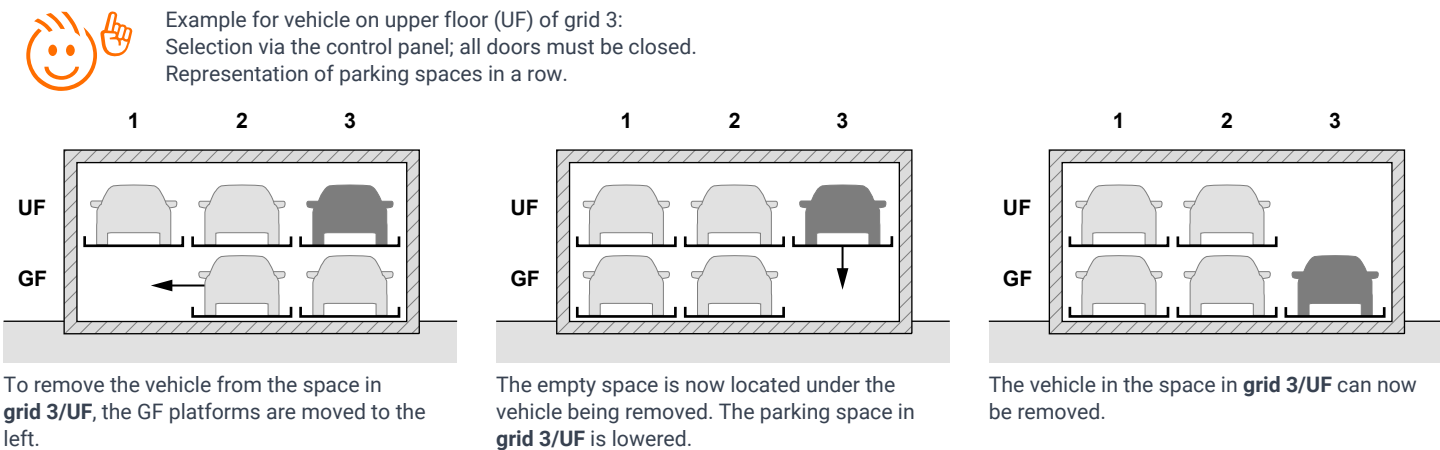 Example for vehicle on upper floor (UF) of grid 3:
Selection via the control panel; all doors must be closed.
Representation of parking spaces in a row.
1 2 3
UF
GF
To remove the vehicle from the space in
grid 3/UF, the GF platforms are moved to the
left.
1 2 3
UF
GF
The empty space is now located under the
vehicle being removed. The parking space in
grid 3/UF is lowered.
1 2 3
UF
GF
The vehicle in the space in grid 3/UF can now
be removed.